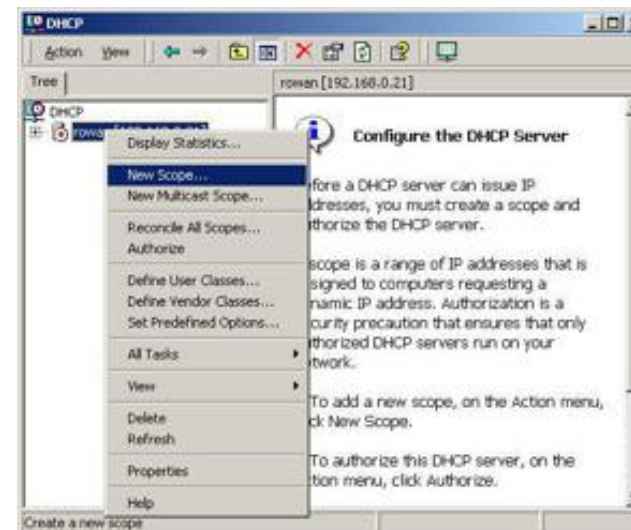 DHCP
Action View
Tree
rowan [192.168.0.21]
DHCP
rowan
Display Statistics...
New Scope...
New Multicast Scope...
Reconcile All Scopes...
Authorize
Define User Classes...
Define Vendor Classes...
Set Predefined Options...
All Tasks
View
Delete
Refresh
Properties
Help
Configure the DHCP Server
fore a DHCP server can issue IP
dresses, you must create a scope and
thorize the DHCP server.
scope is a range of IP addresses that is
signed to computers requesting a
namic IP address. Authorization is a
curity precaution that ensures that only
thorized DHCP servers run on your
twork.
To add a new scope, on the Action menu,
ck New Scope.
To authorize this DHCP server, on the
tion menu, click Authorize.
Create a new scope